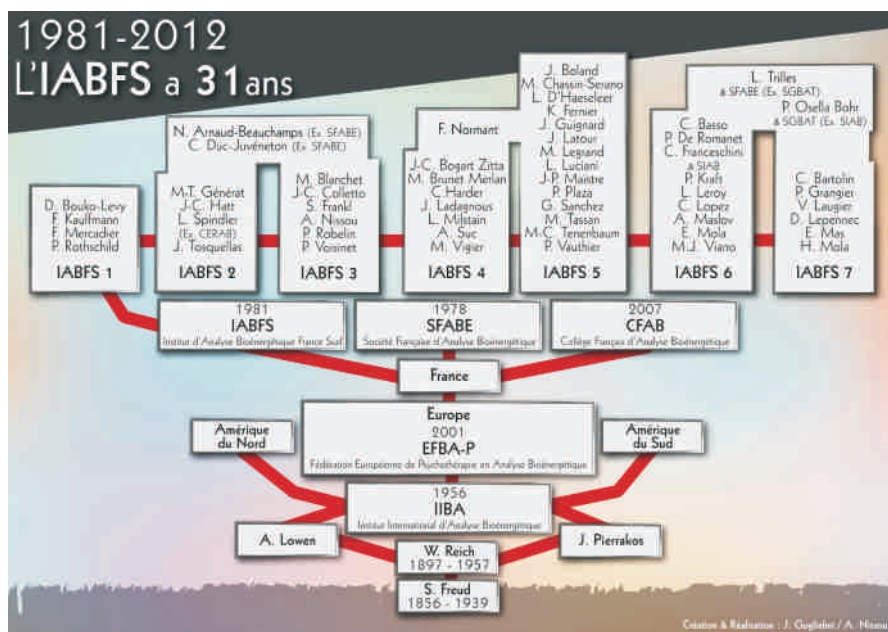 1981-2012
L'IABFS a 31 ans
N. Arnaud-Beauchamps (Ex. SFABE)
C. Duc-Juvéneton (Ex. SFABE)
F. Normant
J. Boland
M. Chassin-Serano
L. D'Haeseleer
K. Fernier
J. Guignard
J. Latour
M. Legrand
L. Luciani
J-P. Maintre
P. Plaza
G. Sanchez
M. Tassan
M-C. Tenenbaum
P. Vauthier
IABFS 5
L. Trilles
& SFABE (Ex. SGBAT)
P. Osella Bohr
& SGBAT (Ex. SIAB)
D. Bouko-Levy
F. Kauffmann
F. Mercadier
P. Rothschild
IABFS 1
M-T. Générat
J-C. Hatt
L. Spindler
(Ex. CERAB)
J. Tosquellas
IABFS 2
M. Blanchet
J-C. Colletto
S. Frankl
A. Nissou
P. Robelin
P. Voisinet
IABFS 3
J-C. Bogart Zitta
M. Brunet Merlan
C. Harder
J. Ladagnous
L. Milstain
A. Suc
M. Vigier
IABFS 4
C. Basso
P. De Romanet
C. Franceschini
& SIAB
P. Kraft
L. Leroy
C. Lopez
A. Maslov
E. Mola
M.J. Viano
IABFS 6
C. Bartolin
P. Grangier
V. Laugier
D. Lepennec
E. Mas
H. Mola
IABFS 7
1981
IABFS
Institut d'Analyse Bioénergétique France Sud
1978
SFABE
Société Française d'Analyse Bioénergétique
2007
CFAB
Collège Français d'Analyse Bioénergétique
France
Amérique
du Nord
Europe
2001
EFBA-P
Fédération Européenne de Psychothérapie en Analyse Bioénergétique
Amérique
du Sud
1956
IIBA
Institut International d'Analyse Bioénergétique
A. Lowen
J. Pierrakos
W. Reich
1897 - 1957
S. Freud
1856 - 1939
Création & Réalisation : J. Guglielmi / A. Nissou